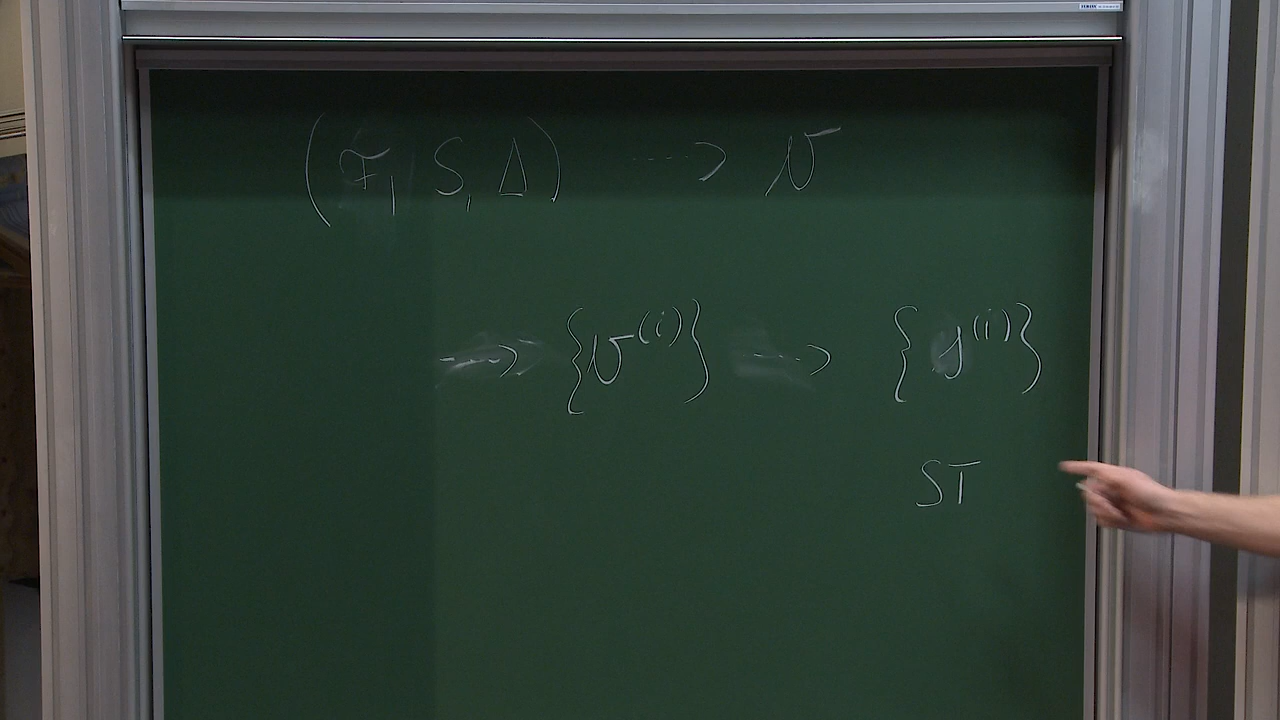 (F, S, Δ) ⇢ v
⇢ {v^(i)} ⇢ {s^(i)}
ST